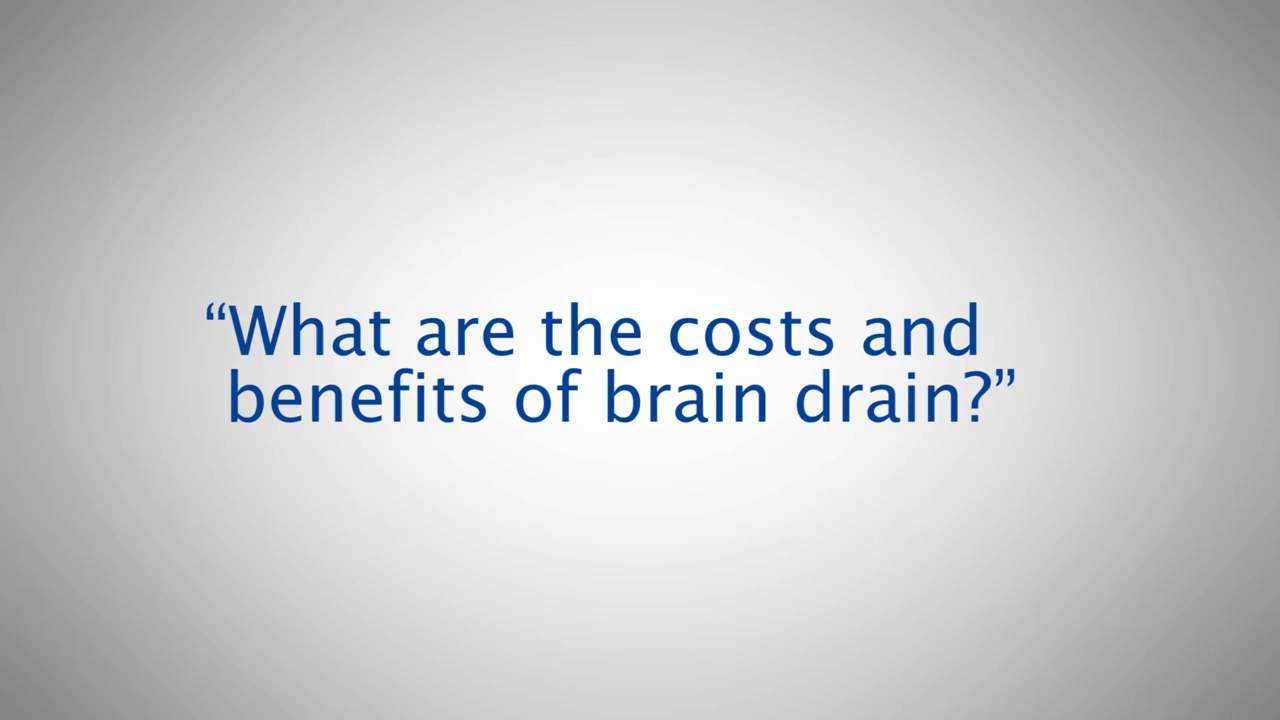 “What are the costs and
benefits of brain drain?”